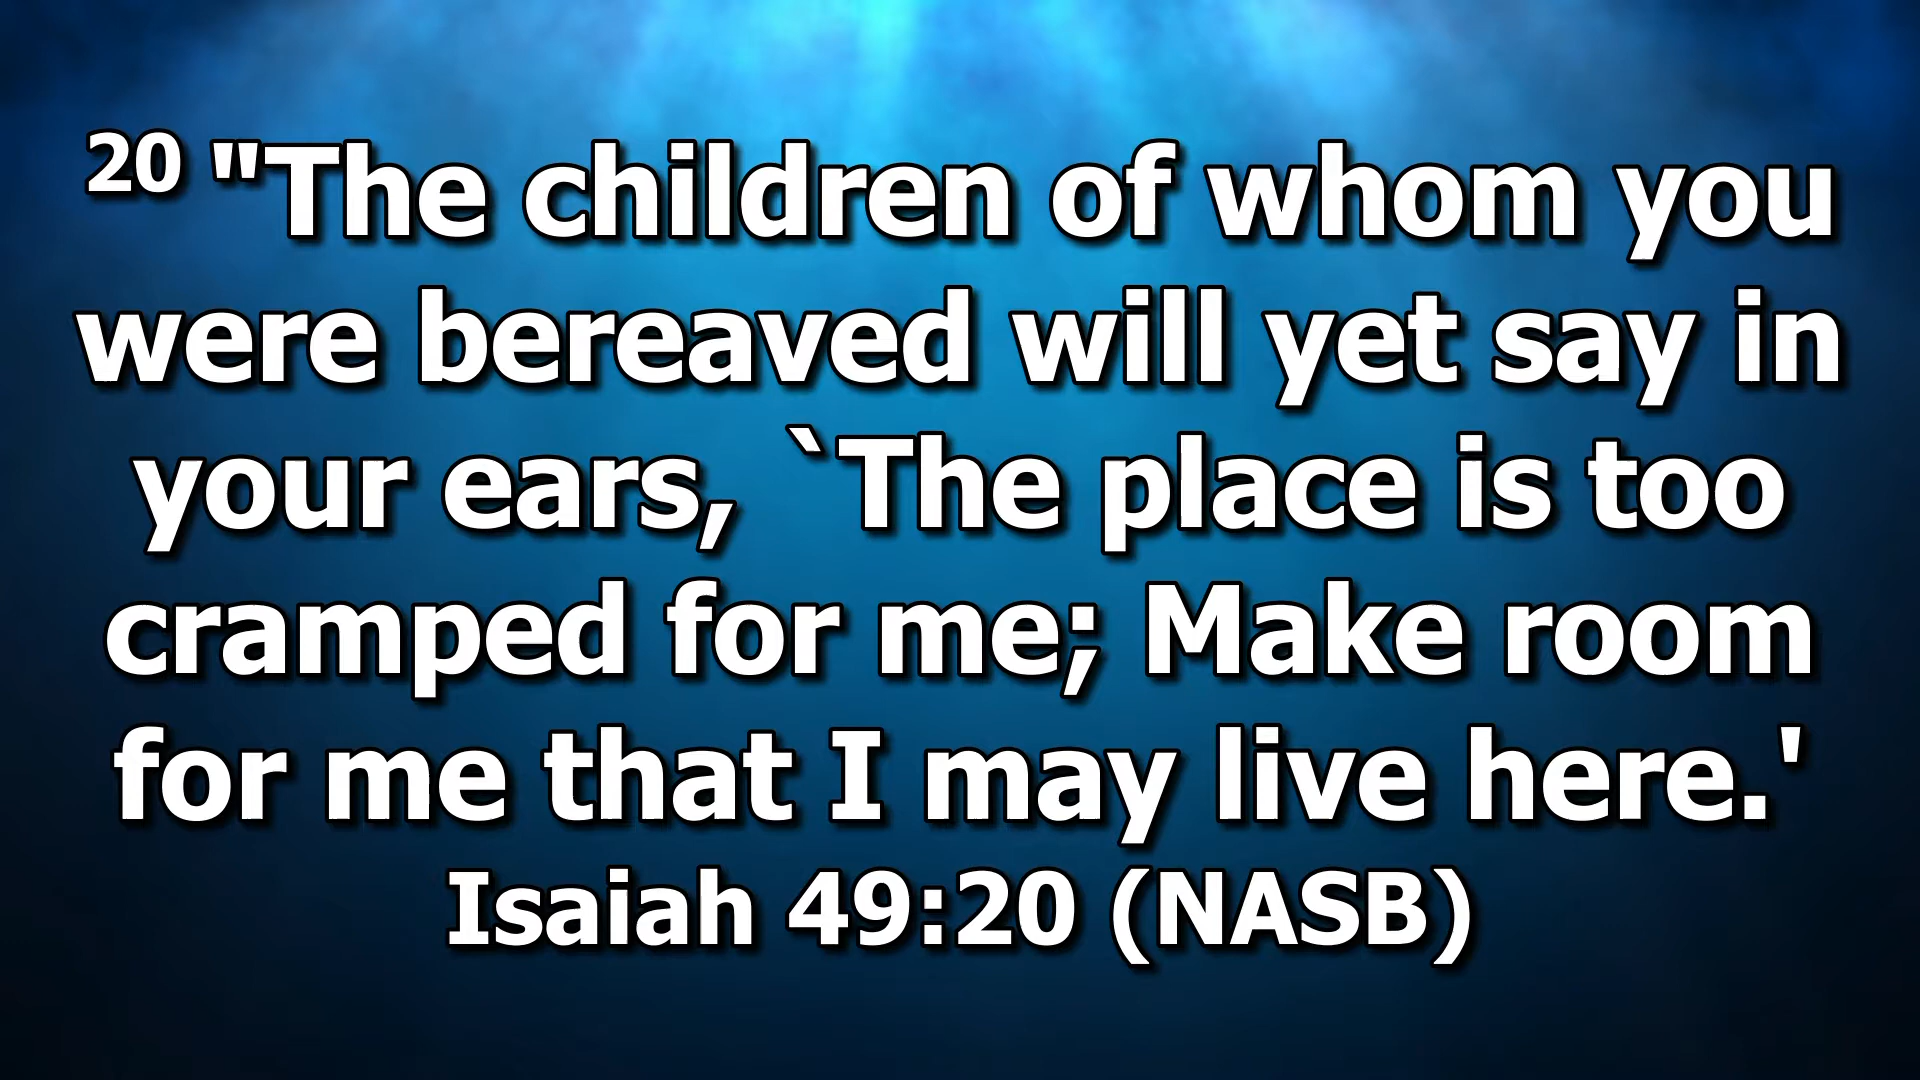 20 "The children of whom you
were bereaved will yet say in
your ears, `The place is too
cramped for me; Make room
for me that I may live here.'
Isaiah 49:20 (NASB)